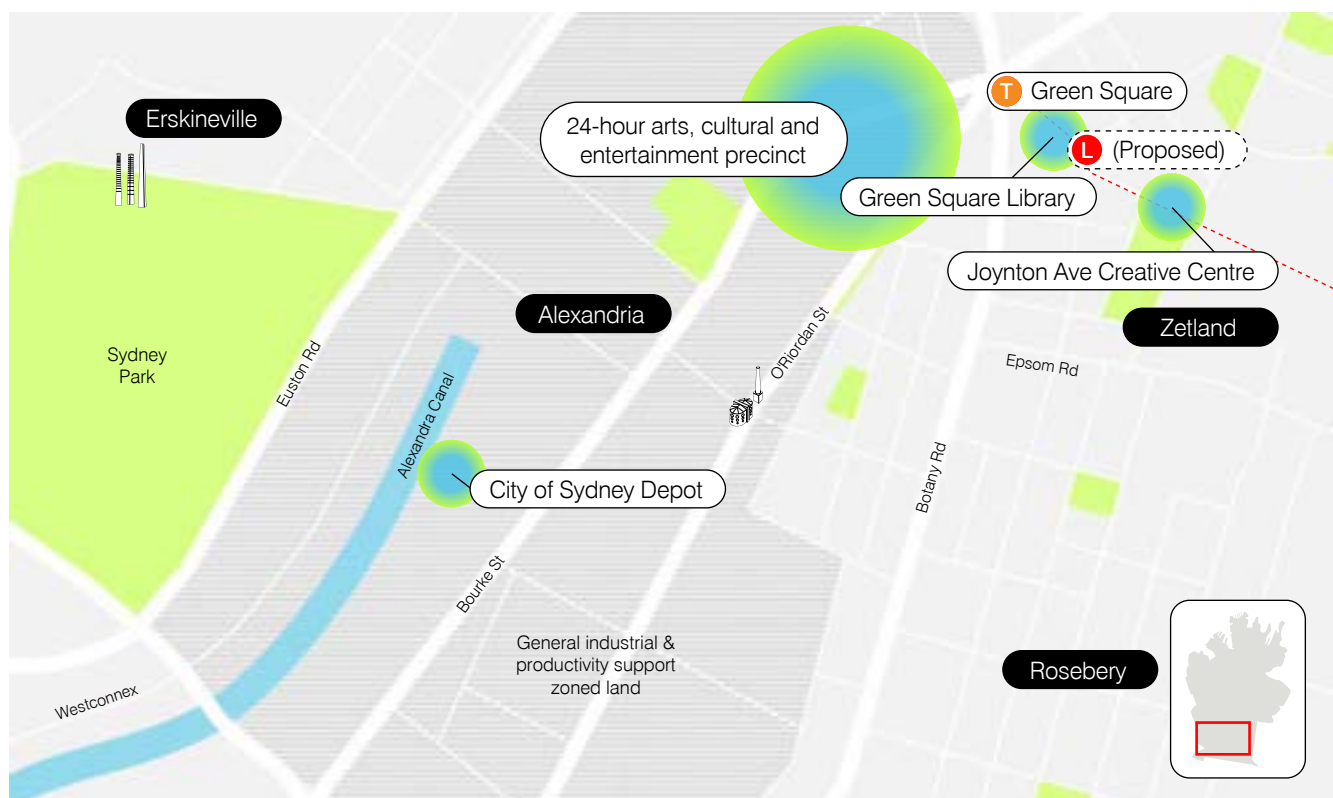 T Green Square
Erskineville
24-hour arts, cultural and
entertainment precinct
L (Proposed)
Green Square Library
Joynton Ave Creative Centre
Alexandria
Zetland
O'Riordan St
Sydney
Park
Euston Rd
Epsom Rd
Alexandra Canal
City of Sydney Depot
Botany Rd
Bourke St
General industrial &
productivity support
zoned land
Rosebery
Westconnex